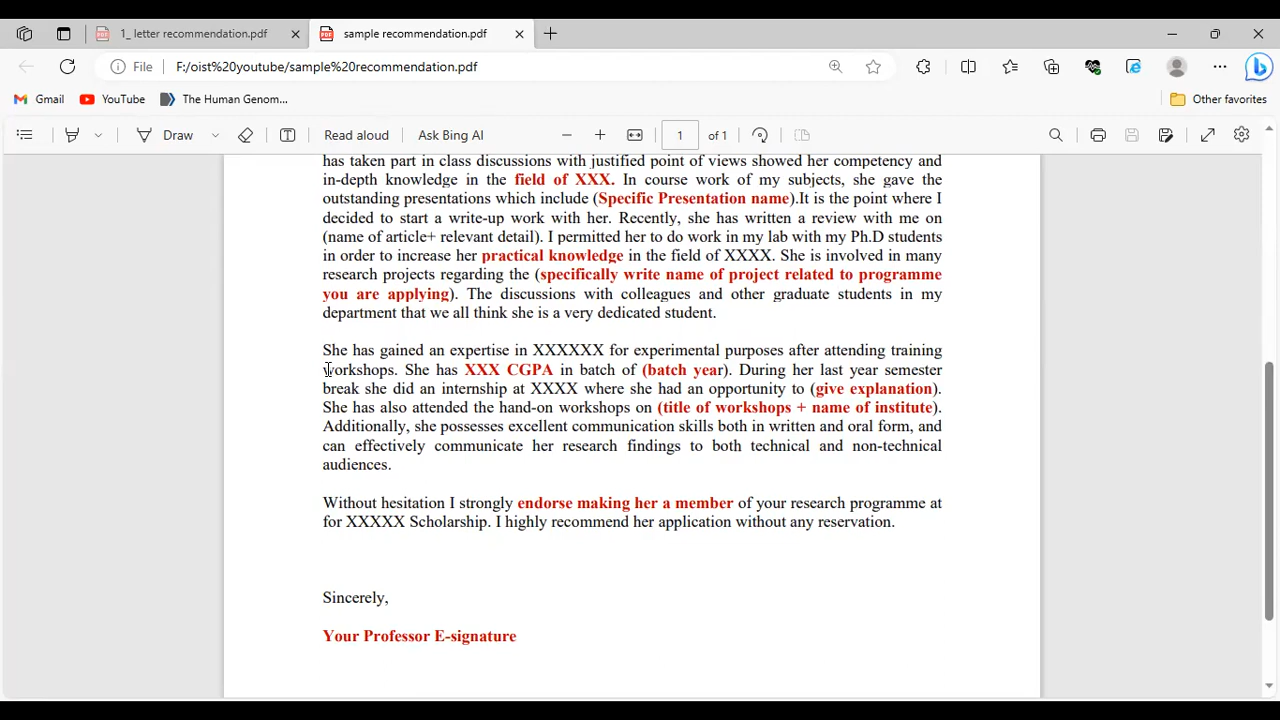 1_ letter recommendation.pdf
sample recommendation.pdf
File F:/oist%20youtube/sample%20recommendation.pdf
Gmail YouTube The Human Genom... Other favorites
Draw Read aloud Ask Bing AI 1 of 1
has taken part in class discussions with justified point of views showed her competency and
in-depth knowledge in the field of XXX. In course work of my subjects, she gave the
outstanding presentations which include (Specific Presentation name).It is the point where I
decided to start a write-up work with her. Recently, she has written a review with me on
(name of article+ relevant detail). I permitted her to do work in my lab with my Ph.D students
in order to increase her practical knowledge in the field of XXXX. She is involved in many
research projects regarding the (specifically write name of project related to programme
you are applying). The discussions with colleagues and other graduate students in my
department that we all think she is a very dedicated student.
She has gained an expertise in XXXXXX for experimental purposes after attending training
workshops. She has XXX CGPA in batch of (batch year). During her last year semester
break she did an internship at XXXX where she had an opportunity to (give explanation).
She has also attended the hand-on workshops on (title of workshops + name of institute).
Additionally, she possesses excellent communication skills both in written and oral form, and
can effectively communicate her research findings to both technical and non-technical
audiences.
Without hesitation I strongly endorse making her a member of your research programme at
for XXXXX Scholarship. I highly recommend her application without any reservation.
Sincerely,
Your Professor E-signature